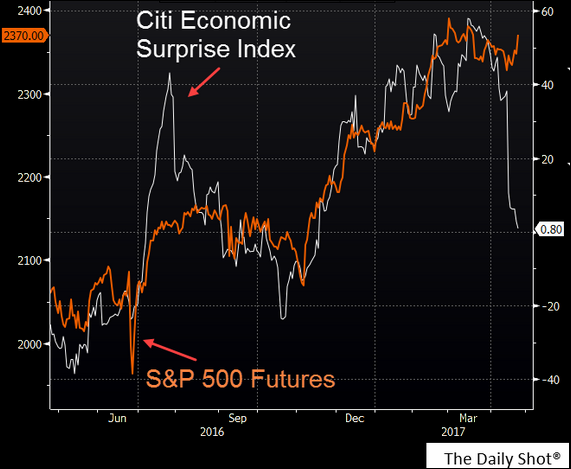 2400
2370.00
2300
2200
2100
2000
Citi Economic
Surprise Index
S&P 500 Futures
60
40
20
0.80
-20
-40
Jun
Sep
Dec
Mar
2016
2017
The Daily Shot®